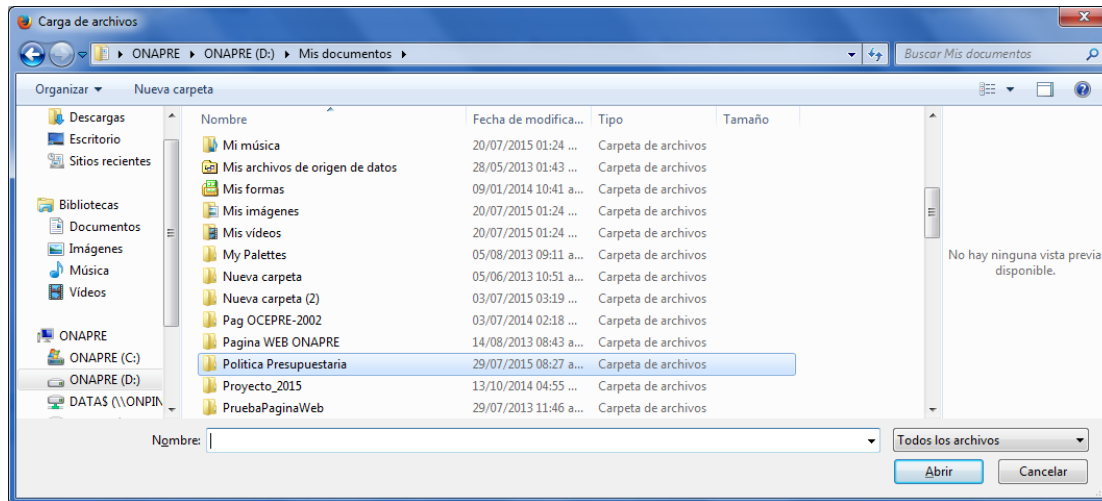 Carga de archivos
x
ONAPRE ONAPRE (D:) Mis documentos
Buscar Mis documentos
Organizar Nueva carpeta
Descargas
Escritorio
Sitios recientes
Bibliotecas
Documentos
Imágenes
Música
Vídeos
ONAPRE
ONAPRE (C:)
ONAPRE (D:)
DATA$ (\\ONPIN
Nombre Fecha de modifica... Tipo Tamaño
Mi música 20/07/2015 01:24 ... Carpeta de archivos
Mis archivos de origen de datos 28/05/2013 01:43 ... Carpeta de archivos
Mis formas 09/01/2014 10:41 a... Carpeta de archivos
Mis imágenes 20/07/2015 01:24 ... Carpeta de archivos
Mis vídeos 20/07/2015 01:24 ... Carpeta de archivos
My Palettes 05/08/2013 09:11 a... Carpeta de archivos
Nueva carpeta 05/06/2013 10:51 a... Carpeta de archivos
Nueva carpeta (2) 03/07/2015 03:19 ... Carpeta de archivos
Pag OCEPRE-2002 03/07/2014 02:18 ... Carpeta de archivos
Pagina WEB ONAPRE 14/08/2013 08:43 a... Carpeta de archivos
Politica Presupuestaria 29/07/2015 08:27 a... Carpeta de archivos
Proyecto_2015 13/10/2014 04:55 ... Carpeta de archivos
PruebaPaginaWeb 29/07/2013 11:46 a... Carpeta de archivos
No hay ninguna vista previa
disponible.
Nombre:
Todos los archivos
Abrir Cancelar